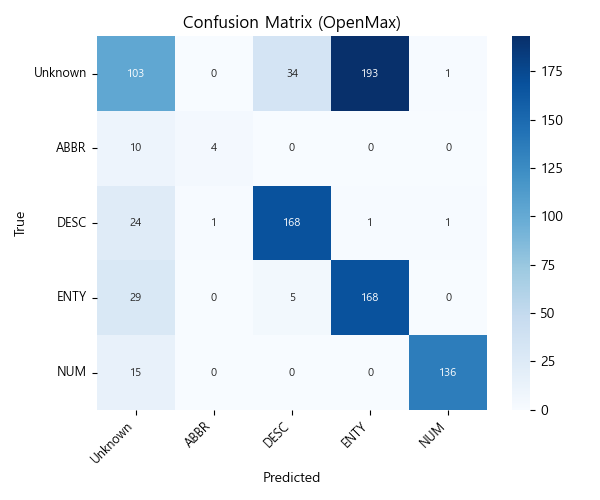 Confusion Matrix (OpenMax)
Unknown 103 0 34 193 1
ABBR 10 4 0 0 0
DESC 24 1 168 1 1
ENTY 29 0 5 168 0
NUM 15 0 0 0 136
Unknown ABBR DESC ENTY NUM
Predicted
True
175
150
125
100
75
50
25
0